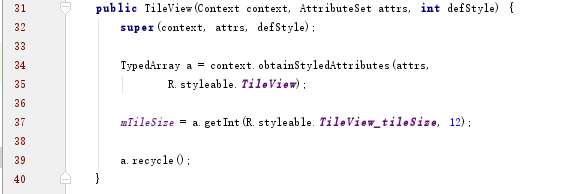 31 public TileView(Context context, AttributeSet attrs, int defStyle) {
32 super(context, attrs, defStyle);
33
34 TypedArray a = context.obtainStyledAttributes(attrs,
35 R.styleable.TileView);
36
37 mTileSize = a.getInt(R.styleable.TileView_tileSize, 12);
38
39 a.recycle();
40 }